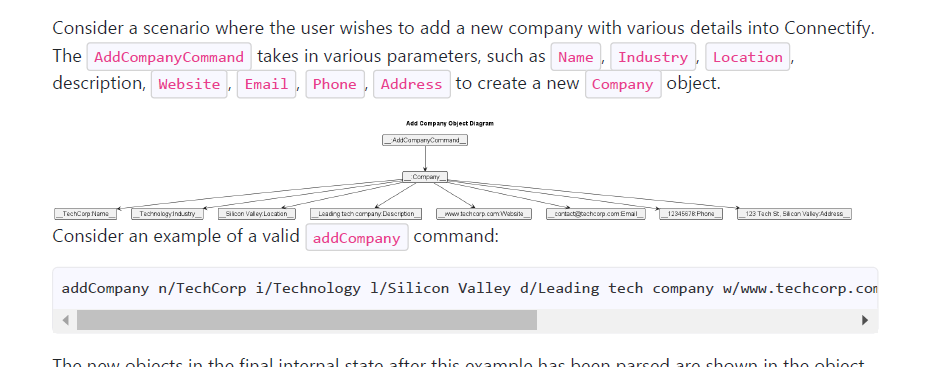 Consider a scenario where the user wishes to add a new company with various details into Connectify.
The AddCompanyCommand takes in various parameters, such as Name , Industry , Location ,
description, Website , Email , Phone , Address to create a new Company object.
Add Company Object Diagram
__:AddCompanyCommand__
__:Company__
__TechCorp:Name__
__Technology:Industry__
__Silicon Valley:Location__
__Leading tech company:Description__
__www.techcorp.com:Website__
__contact@techcorp.com:Email__
__12345678:Phone__
__123 Tech St, Silicon Valley:Address__
Consider an example of a valid addCompany command:
addCompany n/TechCorp i/Technology l/Silicon Valley d/Leading tech company w/www.techcorp.com
The new objects in the final internal state after this example has been parsed are shown in the object